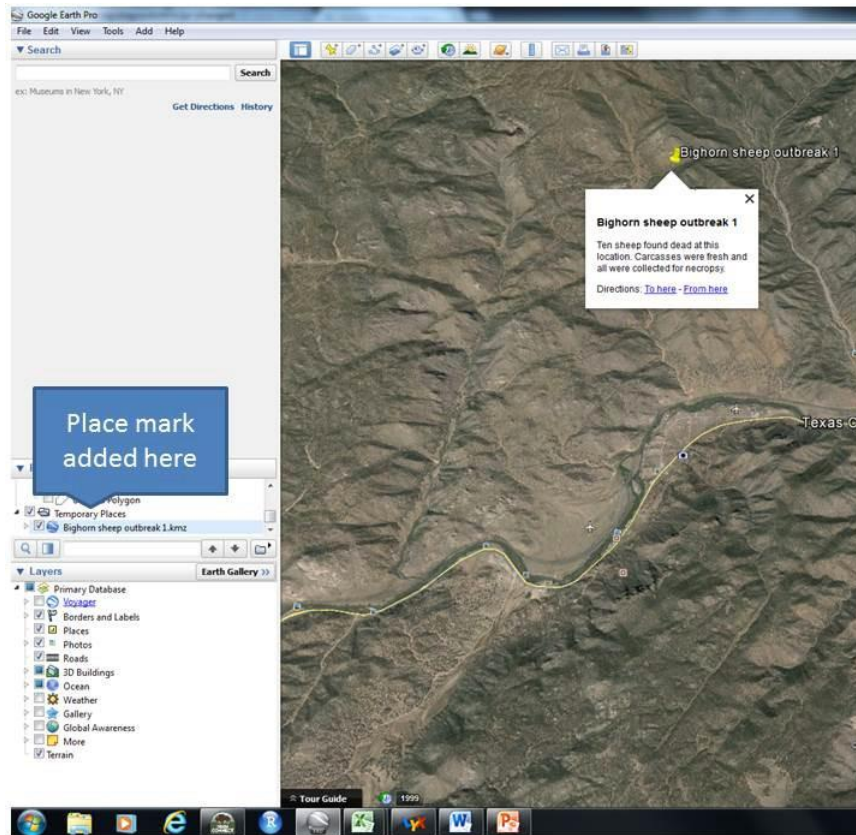 Google Earth Pro
File Edit View Tools Add Help
Search
Search
ex: Museums in New York, NY
Get Directions History
Place mark
added here
Polygon
Temporary Places
Bighorn sheep outbreak 1.kmz
Layers
Earth Gallery »
Primary Database
Voyager
Borders and Labels
Places
Photos
Roads
3D Buildings
Ocean
Weather
Gallery
Global Awareness
More
Terrain
Bighorn sheep outbreak 1
Bighorn sheep outbreak 1
Ten sheep found dead at this
location. Carcasses were fresh and
all were collected for necropsy.
Directions: To here - From here
Texas
Tour Guide
1999